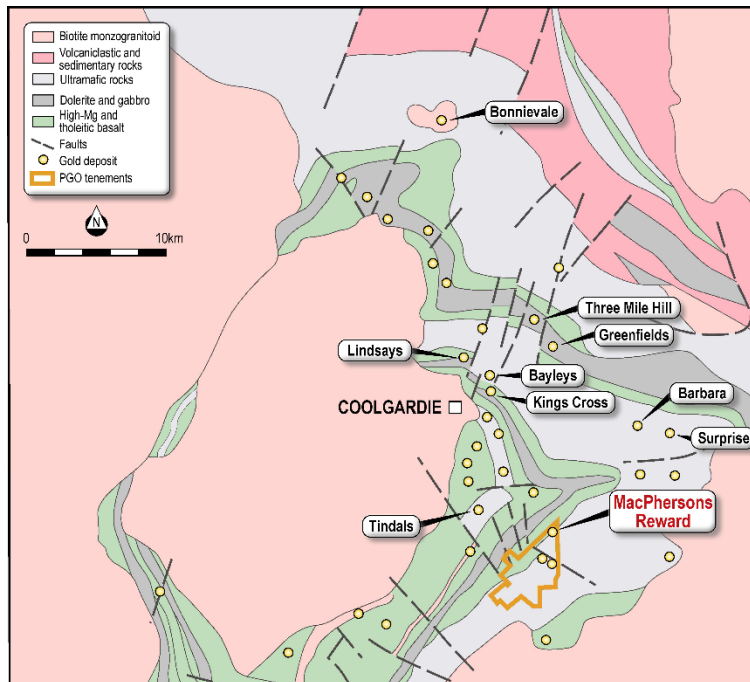 Biotite monzogranitoid
Volcaniclastic and
sedimentary rocks
Ultramafic rocks
Dolerite and gabbro
High-Mg and
tholeiitic basalt
Faults
Gold deposit
PGO tenements
N
0
10km
Bonnievale
Three Mile Hill
Greenfields
Lindsays
Bayleys
Kings Cross
COOLGARDIE
Barbara
Surprise
MacPhersons
Reward
Tindals